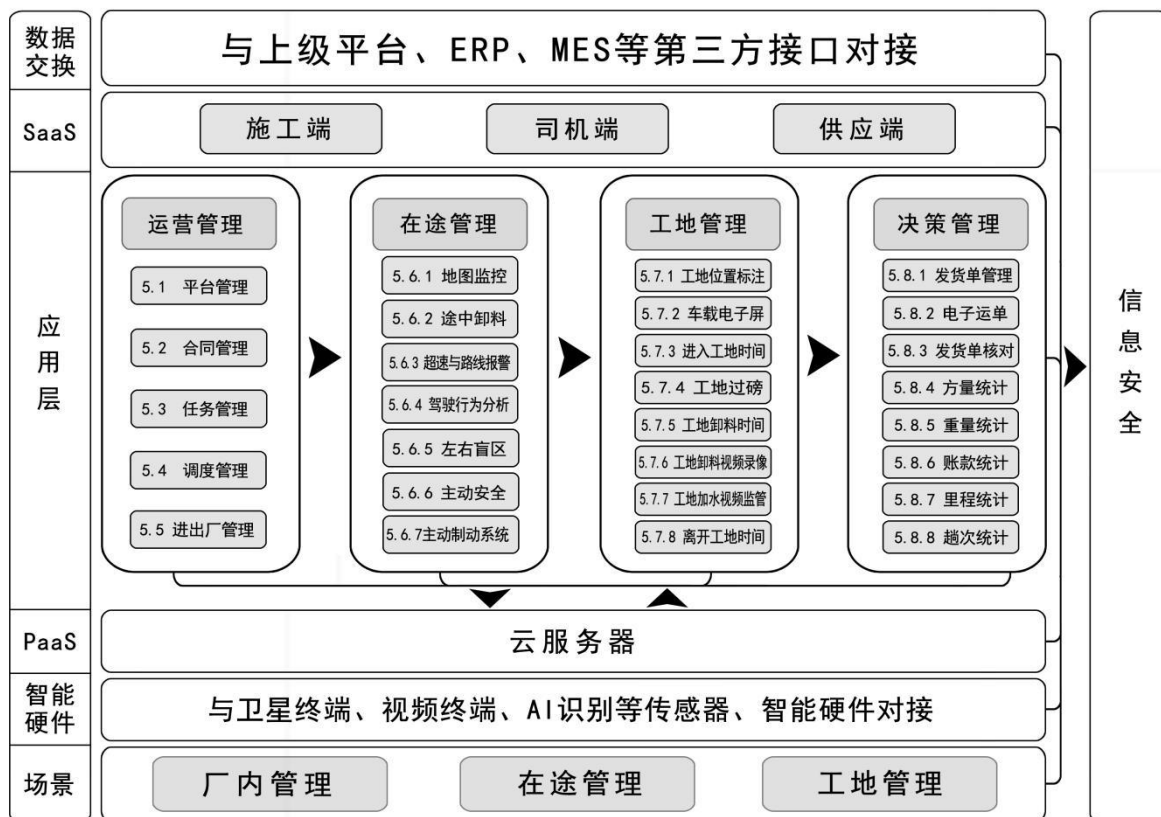 数据
交换
与上级平台、ERP、MES等第三方接口对接
SaaS
施工端
司机端
供应端
应用层
运营管理
5.1 平台管理
5.2 合同管理
5.3 任务管理
5.4 调度管理
5.5 进出厂管理
在途管理
5.6.1 地图监控
5.6.2 途中卸料
5.6.3 超速与路线报警
5.6.4 驾驶行为分析
5.6.5 左右盲区
5.6.6 主动安全
5.6.7主动制动系统
工地管理
5.7.1 工地位置标注
5.7.2 车载电子屏
5.7.3 进入工地时间
5.7.4 工地过磅
5.7.5 工地卸料时间
5.7.6 工地卸料视频录像
5.7.7 工地加水视频监管
5.7.8 离开工地时间
决策管理
5.8.1 发货单管理
5.8.2 电子运单
5.8.3 发货单核对
5.8.4 方量统计
5.8.5 重量统计
5.8.6 账款统计
5.8.7 里程统计
5.8.8 趟次统计
PaaS
云服务器
智能
硬件
与卫星终端、视频终端、AI识别等传感器、智能硬件对接
场景
厂内管理
在途管理
工地管理
信息安全